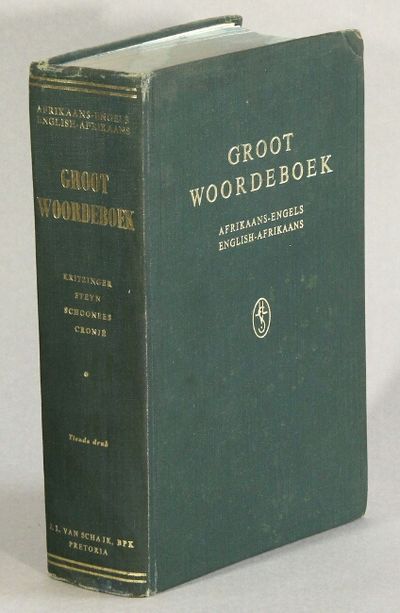 AFRIKAANS-ENGELS
ENGLISH-AFRIKAANS
GROOT
WOORDEBOEK
KRITZINGER
STEYN
SCHOONEES
CRONJÉ
Tiende druk
J.L. VAN SCHAIK, BPK
PRETORIA
GROOT
WOORDEBOEK
AFRIKAANS-ENGELS
ENGLISH-AFRIKAANS